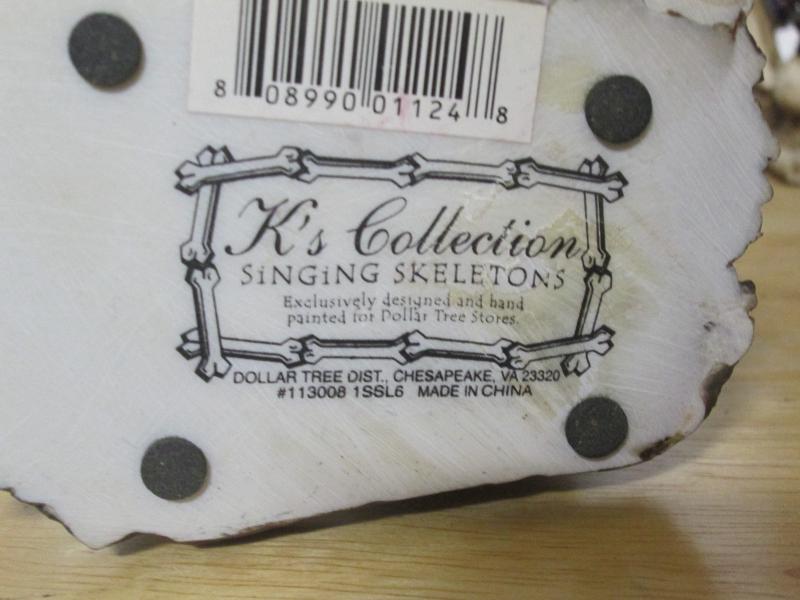 8 08990 01124 8
K's Collection
SiNGiNG SKELETONS
Exclusively designed and hand
painted for Dollar Tree Stores.
DOLLAR TREE DIST., CHESAPEAKE, VA 23320
#113008 1SSL6 MADE IN CHINA